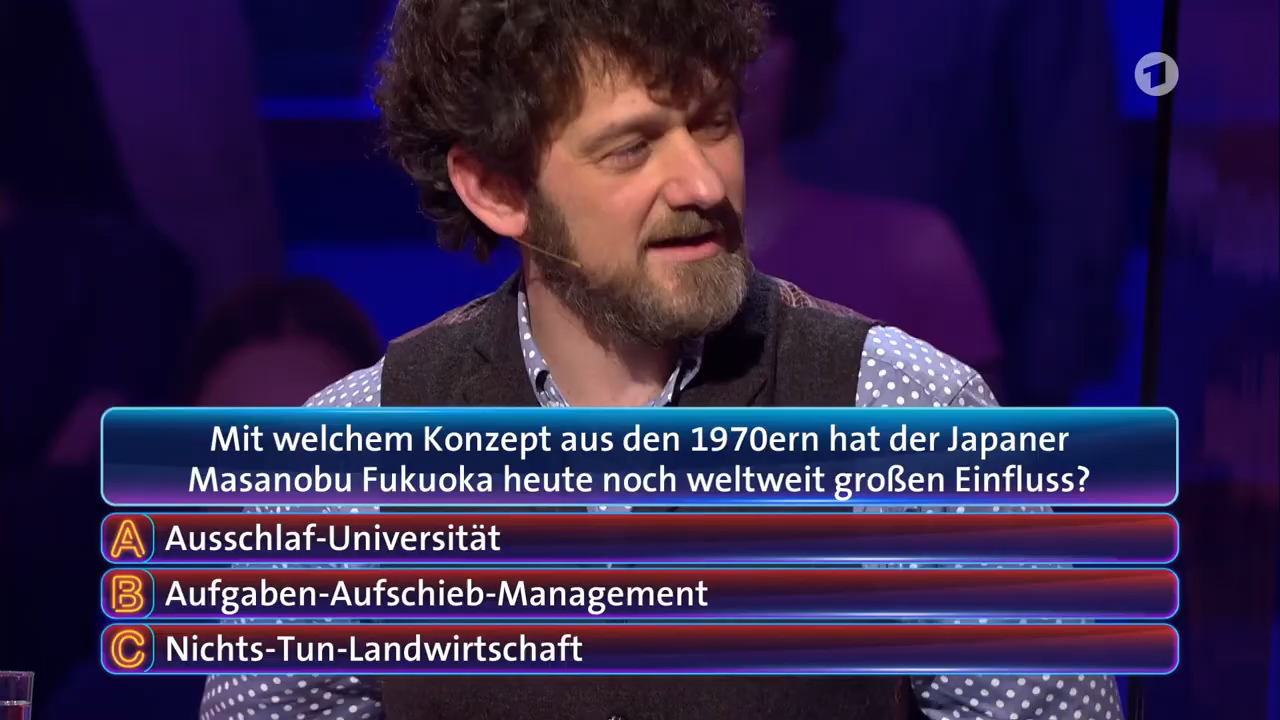 Mit welchem Konzept aus den 1970ern hat der Japaner
Masanobu Fukuoka heute noch weltweit großen Einfluss?
A Ausschlaf-Universität
B Aufgaben-Aufschieb-Management
C Nichts-Tun-Landwirtschaft
1